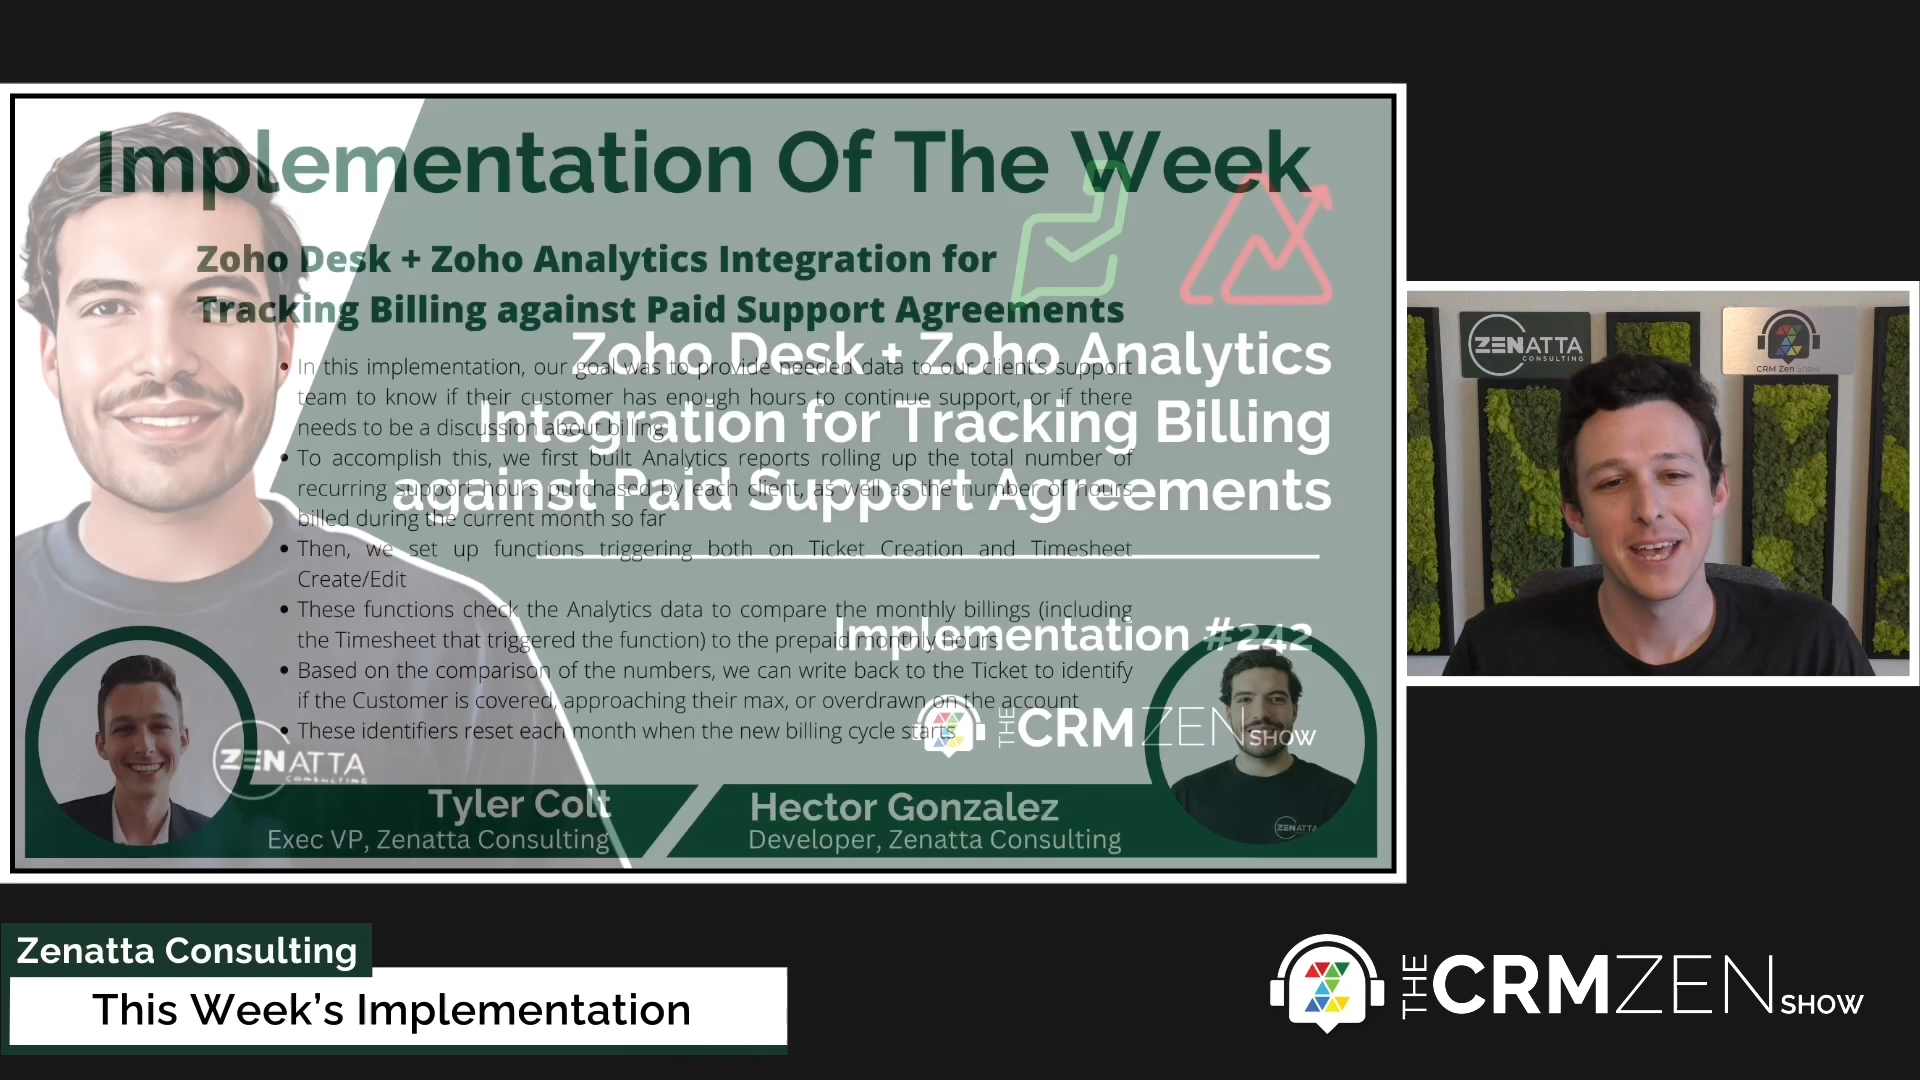 Implementation Of The Week
Zoho Desk + Zoho Analytics Integration for
Tracking Billing against Paid Support Agreements
• In this implementation, our goal was to provide needed data to our client's support
team to know if their customer has enough hours to continue support, or if there
needs to be a discussion about billing
• To accomplish this, we first built Analytics reports rolling up the total number of
recurring support hours purchased by each client, as well as the number of hours
billed during the current month so far
• Then, we set up functions triggering both on Ticket Creation and Timesheet
Create/Edit
• These functions check the Analytics data to compare the monthly billings (including
the Timesheet that triggered the function) to the prepaid monthly hours
• Based on the comparison of the numbers, we can write back to the Ticket to identify
if the Customer is covered, approaching their max, or overdrawn on the account
• These identifiers reset each month when the new billing cycle starts
Zoho Desk + Zoho Analytics
Integration for Tracking Billing
against Paid Support Agreements
Implementation #242
THE CRMZEN SHOW
ZENATTA
CONSULTING
Tyler Colt
Exec VP, Zenatta Consulting
Hector Gonzalez
Developer, Zenatta Consulting
ZENATTA
ZENATTA
CONSULTING
CRM Zen Show
Zenatta Consulting
This Week's Implementation
THE CRMZEN SHOW